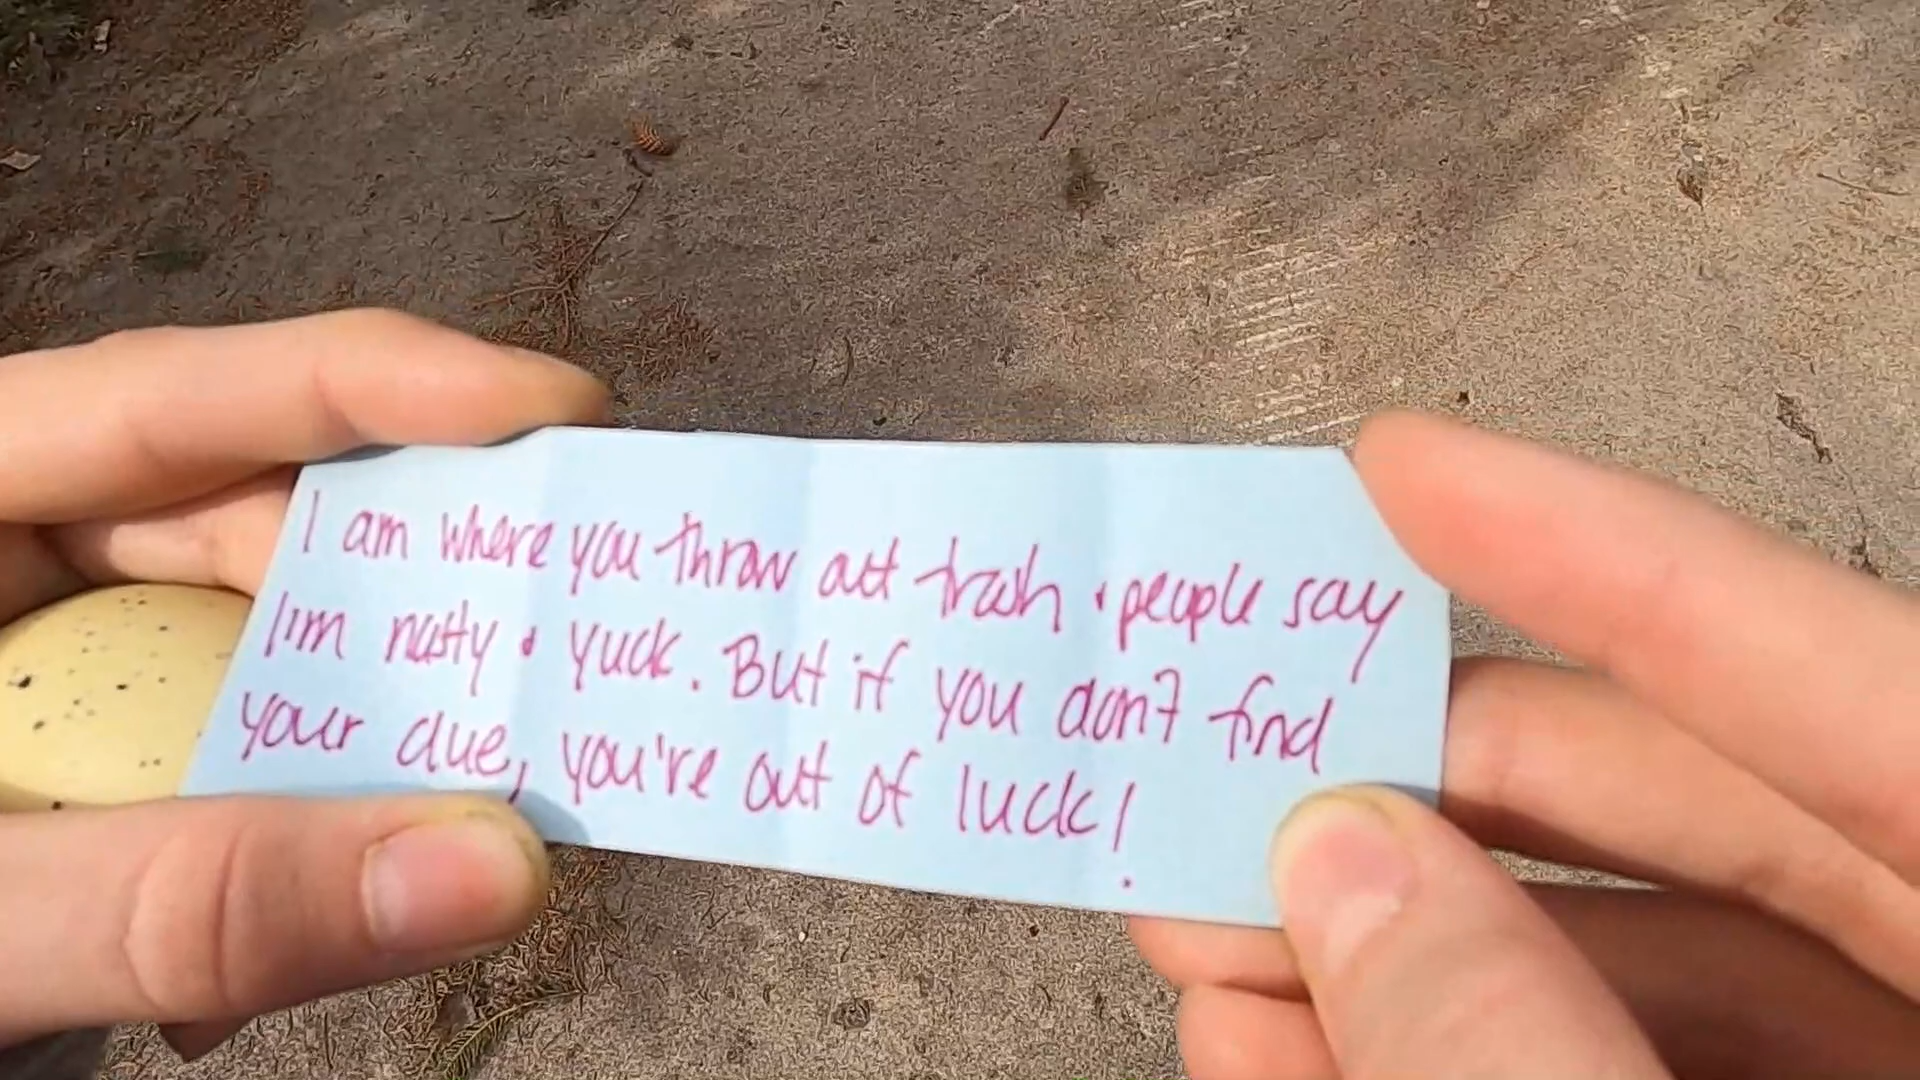 I am where you throw out trash & people say
I'm nasty & yuck. But if you don't find
your clue, you're out of luck!